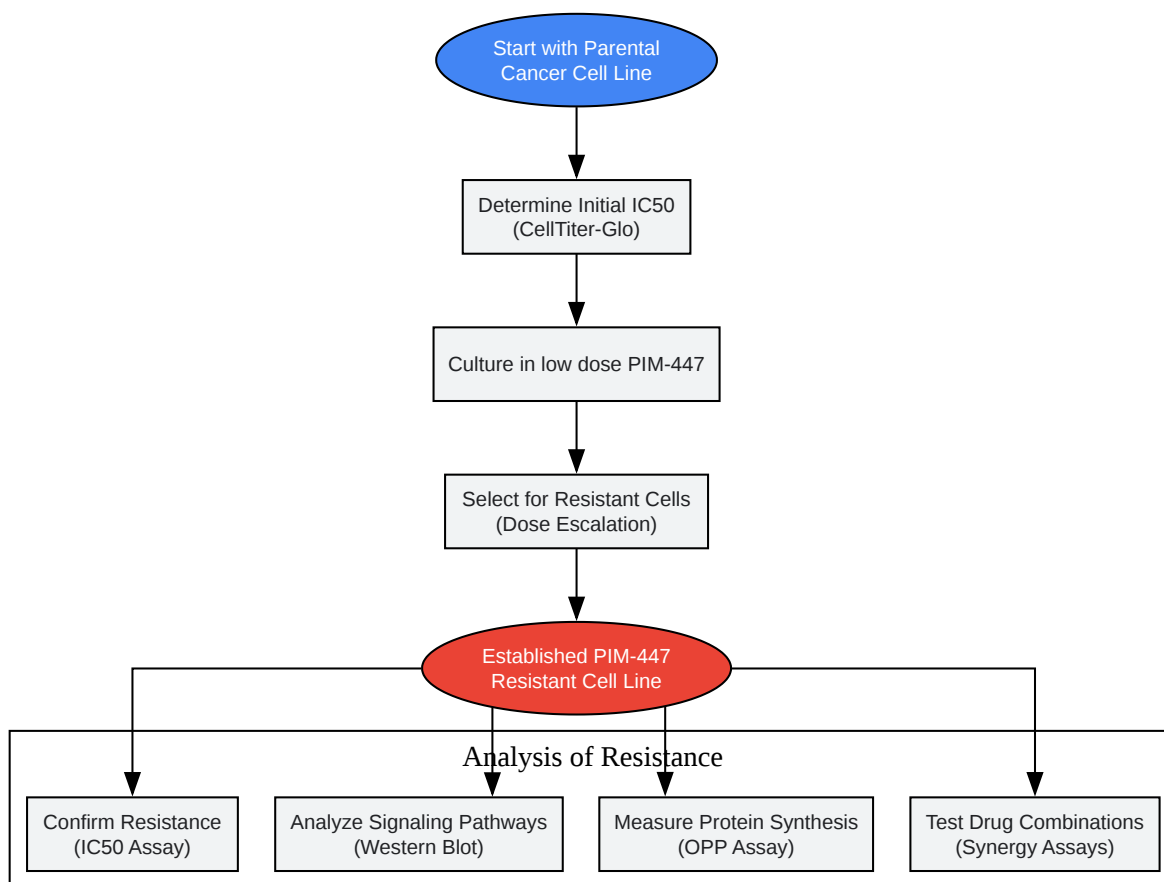 Start with Parental
Cancer Cell Line
Determine Initial IC50
(CellTiter-Glo)
Culture in low dose PIM-447
Select for Resistant Cells
(Dose Escalation)
Established PIM-447
Resistant Cell Line
Analysis of Resistance
Confirm Resistance
(IC50 Assay)
Analyze Signaling Pathways
(Western Blot)
Measure Protein Synthesis
(OPP Assay)
Test Drug Combinations
(Synergy Assays)